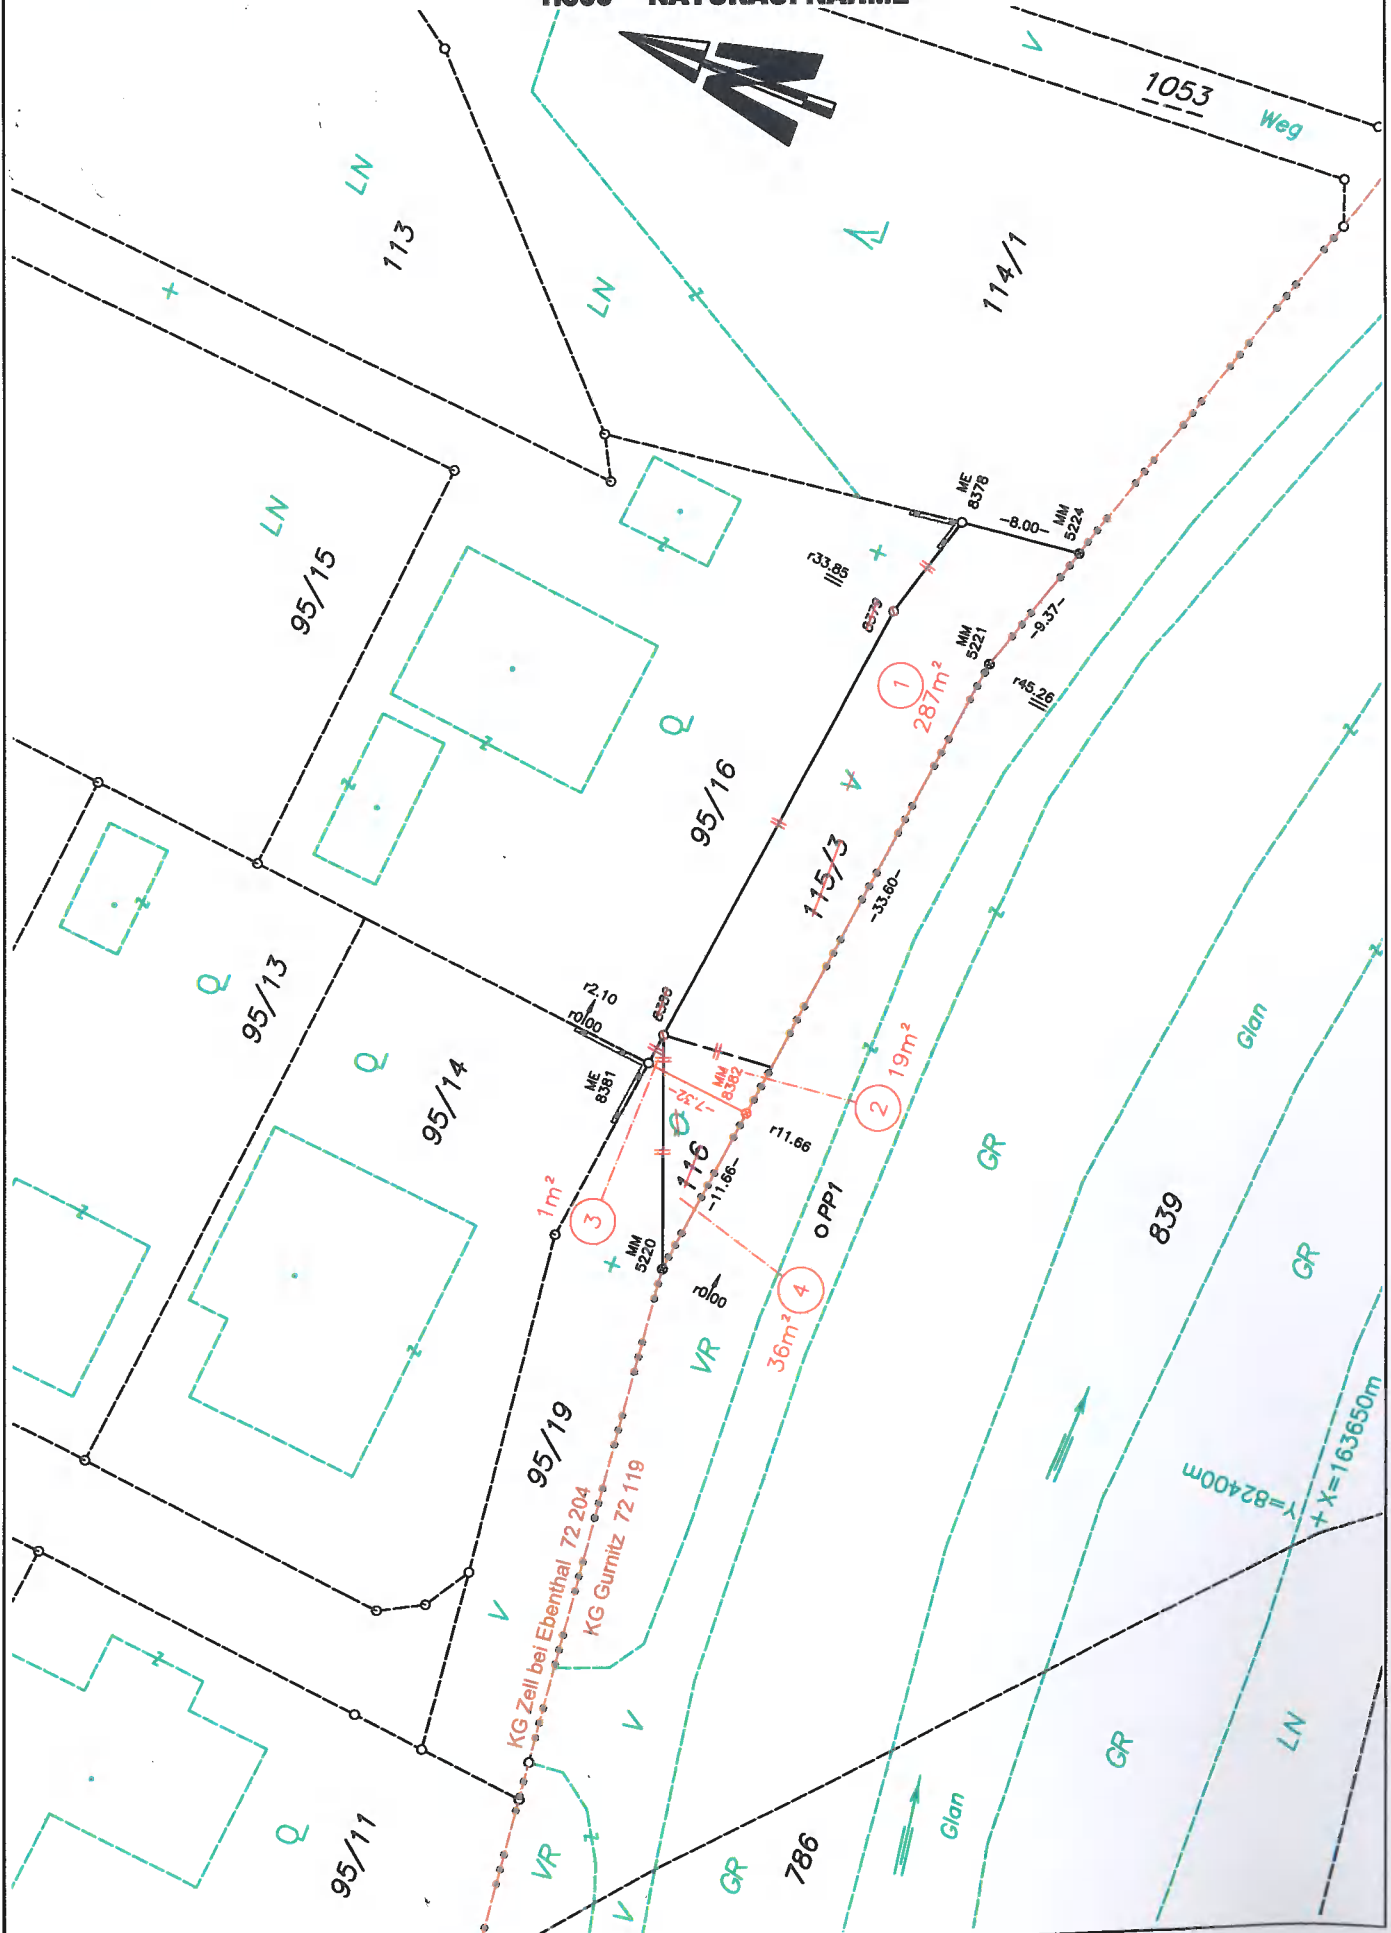 V
1053
Weg
LN
113
LN
114/1
LN
95/15
ME
8378
-8.00-
MM
5224
r33.85
8379
-9.37-
MM
5221
r45.26
1
287m²
Q
95/16
V
115/3
-33.60-
Q
95/13
r2.10
r0.00
8380
ME
8381
Q
95/14
-7.32-
MM
8382
2
19m²
r11.66
116
-11.66-
1m²
3
MM
5220
r0.00
4
36m²
PP1
GR
Glan
839
GR
VR
95/19
KG Zell bei Ebenthal 72 204
KG Gurnitz 72 119
Y=82400m
X=163650m
V
V
Q
95/11
VR
V
GR
786
Glan
GR
LN